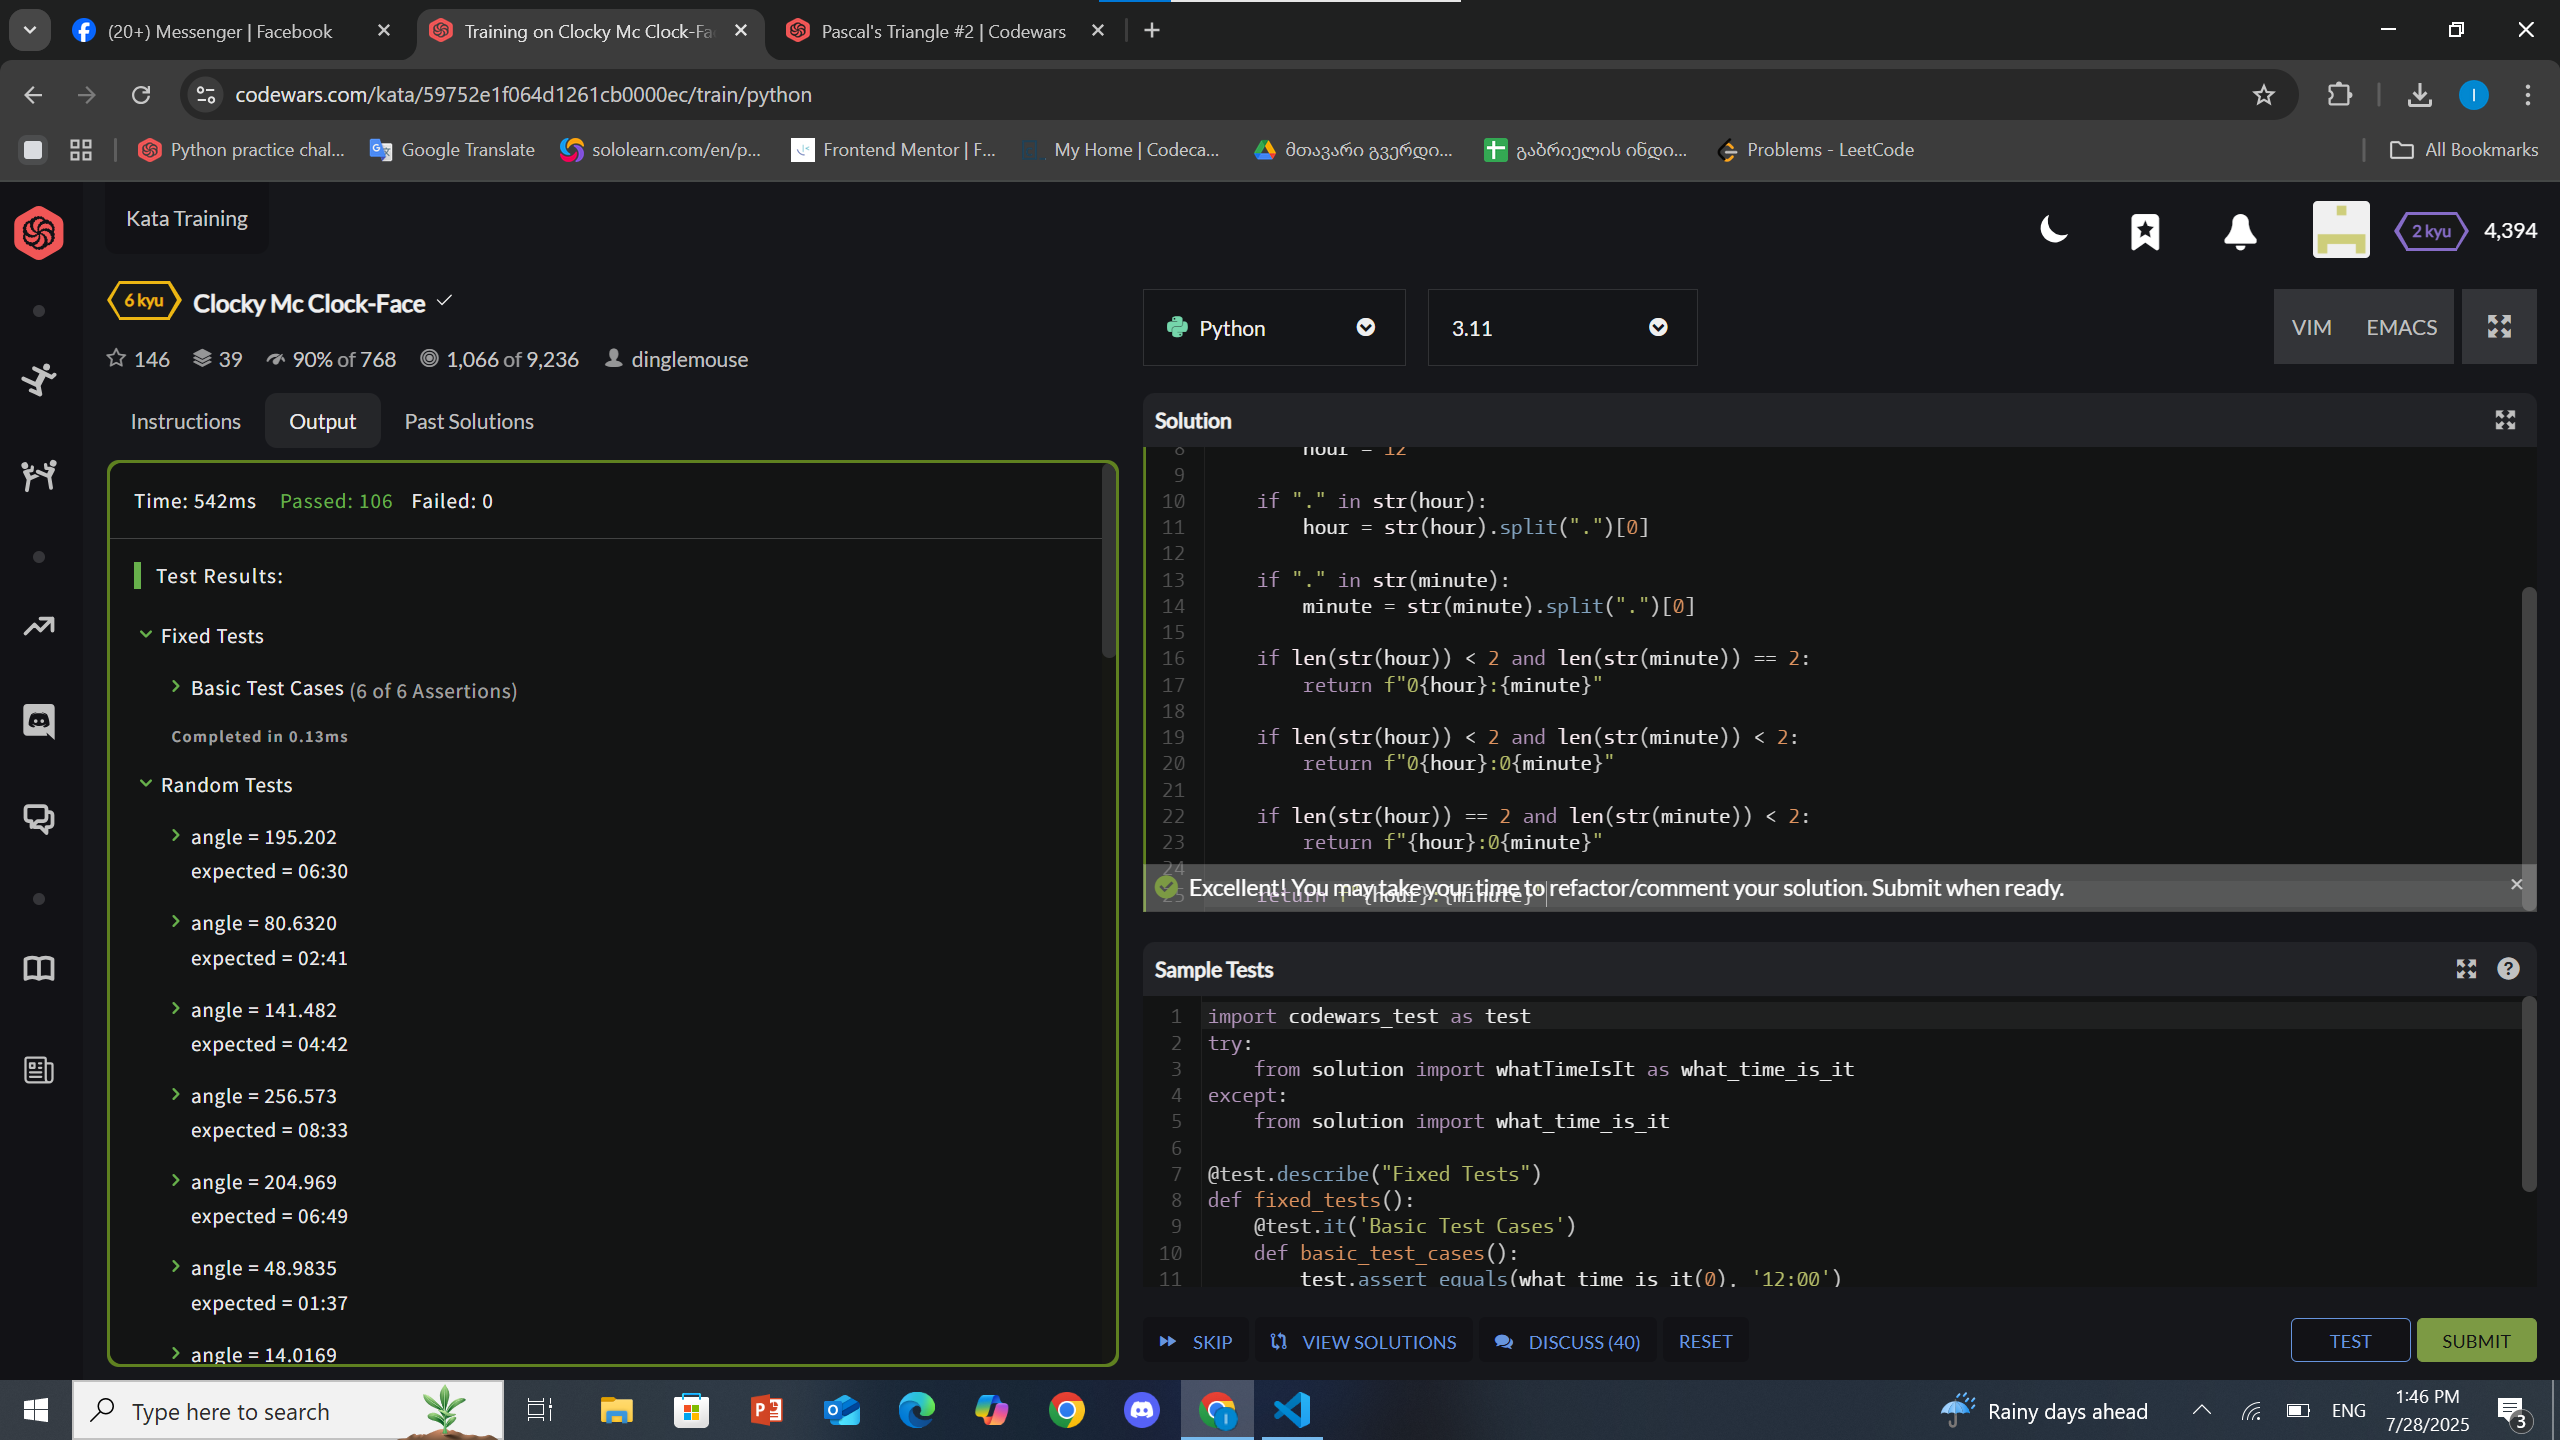 (20+) Messenger | Facebook
Training on Clocky Mc Clock-Fa
Pascal's Triangle #2 | Codewars
codewars.com/kata/59752e1f064d1261cb0000ec/train/python
Python practice chal...
Google Translate
sololearn.com/en/p...
Frontend Mentor | F...
My Home | Codeca...
მთავარი გვერდი...
გაბრიელის ინდი...
Problems - LeetCode
All Bookmarks
Kata Training
2 kyu
4,394
6 kyu
Clocky Mc Clock-Face
146
39
90% of 768
1,066 of 9,236
dinglemouse
Python
3.11
VIM
EMACS
Instructions
Output
Past Solutions
Time: 542ms Passed: 106 Failed: 0
Test Results:
Fixed Tests
Basic Test Cases (6 of 6 Assertions)
Completed in 0.13ms
Random Tests
angle = 195.202
expected = 06:30
angle = 80.6320
expected = 02:41
angle = 141.482
expected = 04:42
angle = 256.573
expected = 08:33
angle = 204.969
expected = 06:49
angle = 48.9835
expected = 01:37
angle = 14.0169
Solution
8 hour = 12
9
10 if "." in str(hour):
11 hour = str(hour).split(".")[0]
12
13 if "." in str(minute):
14 minute = str(minute).split(".")[0]
15
16 if len(str(hour)) < 2 and len(str(minute)) == 2:
17 return f"0{hour}:{minute}"
18
19 if len(str(hour)) < 2 and len(str(minute)) < 2:
20 return f"0{hour}:0{minute}"
21
22 if len(str(hour)) == 2 and len(str(minute)) < 2:
23 return f"{hour}:0{minute}"
24
25 return f"{hour}:{minute}"
Excellent! You may take your time to refactor/comment your solution. Submit when ready.
Sample Tests
1 import codewars_test as test
2 try:
3 from solution import whatTimeIsIt as what_time_is_it
4 except:
5 from solution import what_time_is_it
6
7 @test.describe("Fixed Tests")
8 def fixed_tests():
9 @test.it('Basic Test Cases')
10 def basic_test_cases():
11 test.assert_equals(what_time_is_it(0), '12:00')
SKIP
VIEW SOLUTIONS
DISCUSS (40)
RESET
TEST
SUBMIT
Type here to search
Rainy days ahead
ENG
1:46 PM
7/28/2025
3